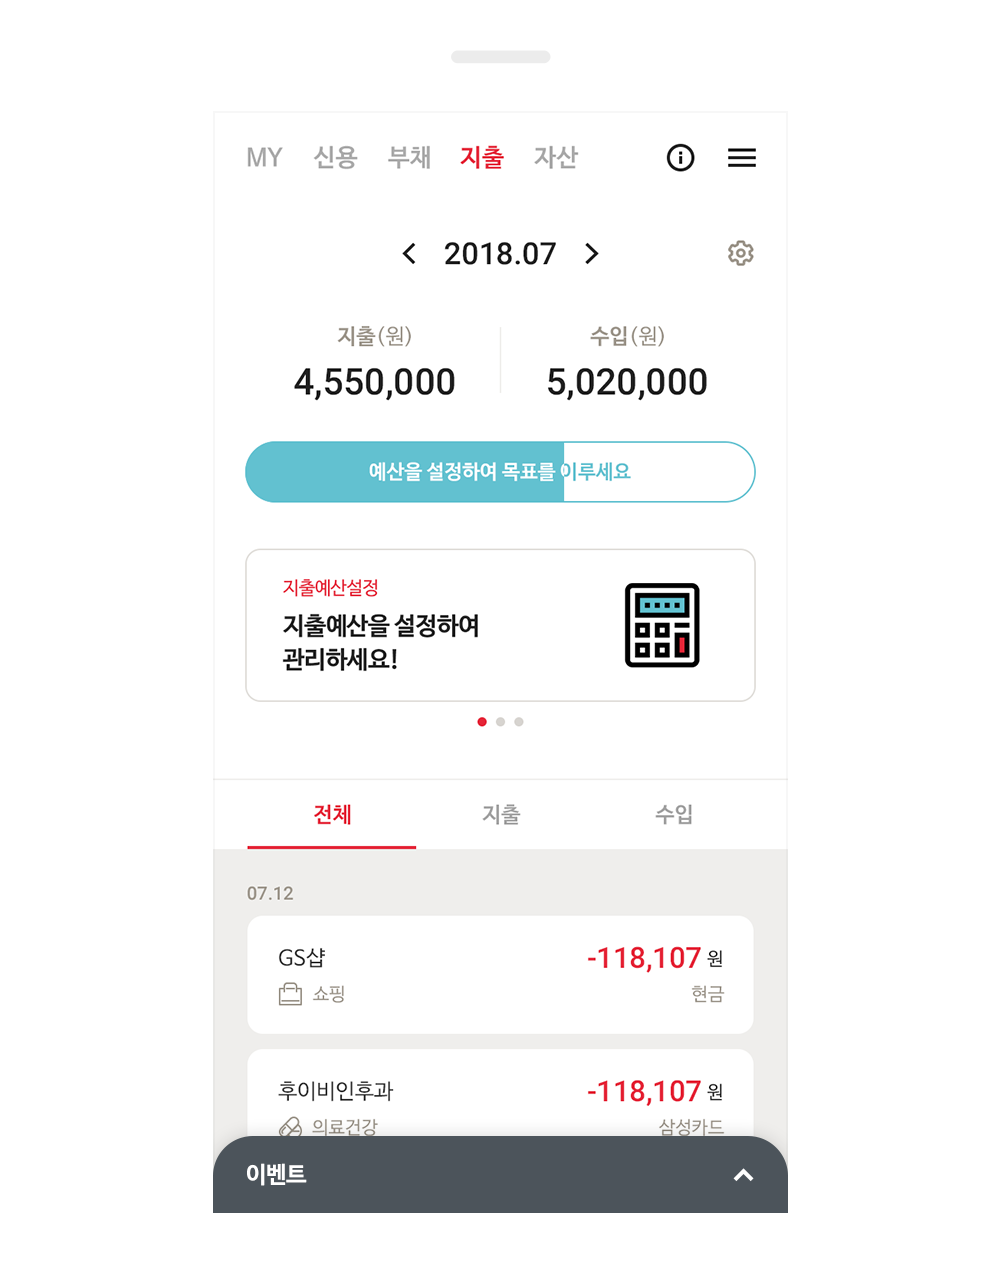 MY 신용 부채 지출 자산
2018.07
지출(원) 수입(원)
4,550,000 5,020,000
예산을 설정하여 목표를 이루세요
지출예산설정
지출예산을 설정하여
관리하세요!
전체 지출 수입
07.12
GS샵 -118,107 원
쇼핑 현금
후이비인후과 -118,107 원
의료건강 삼성카드
이벤트